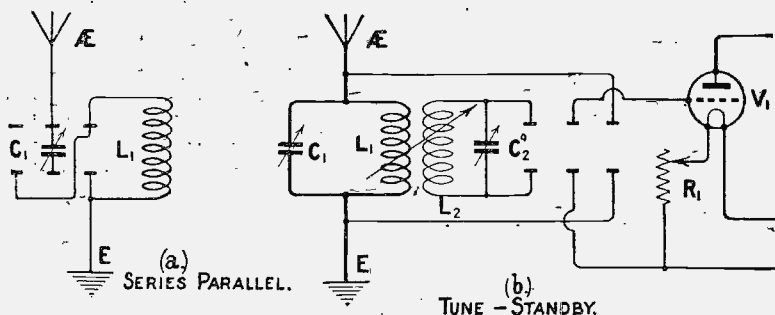 Æ
C₁
L₁
E
(a.)
SERIES PARALLEL.
Æ
C₁
L₁
L₂
C₂
E
(b.)
TUNE – STANDBY.
V₁
R₁